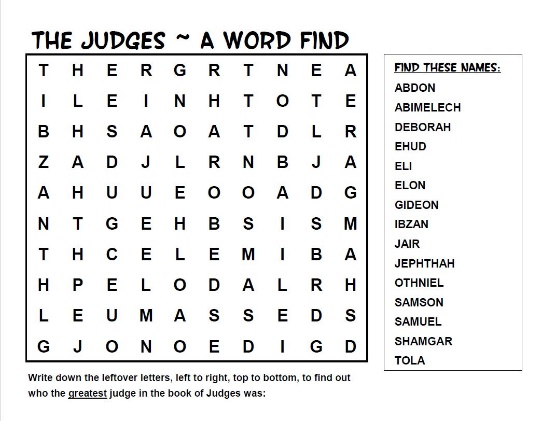 THE JUDGES ~ A WORD FIND
T H E R G R T N E A
I L E I N H T O T E
B H S A O A T D L R
Z A D J L R N B J A
A H U U E O O A D G
N T G E H B S I S M
T H C E L E M I B A
H P E L O D A L R H
L E U M A S S E D S
G J O N O E D I G D
FIND THESE NAMES:
ABDON
ABIMELECH
DEBORAH
EHUD
ELI
ELON
GIDEON
IBZAN
JAIR
JEPHTHAH
OTHNIEL
SAMSON
SAMUEL
SHAMGAR
TOLA
Write down the leftover letters, left to right, top to bottom, to find out
who the greatest judge in the book of Judges was: